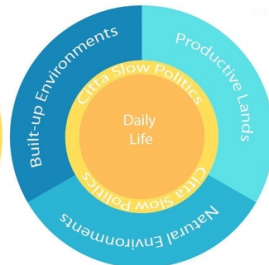 Built-up Environments
Productive Lands
Citta Slow Politics
Daily
Life
Citta Slow Politics
Natural Environments